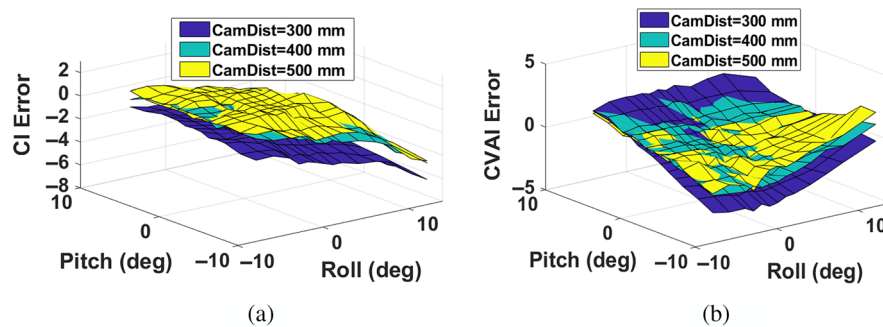 CamDist=300 mm
CamDist=400 mm
CamDist=500 mm
CI Error
2
0
−2
−4
−6
−8
10
0
−10
Pitch (deg)
−10
0
10
Roll (deg)
(a)
CamDist=300 mm
CamDist=400 mm
CamDist=500 mm
CVAI Error
5
0
−5
10
0
−10
Pitch (deg)
−10
0
10
Roll (deg)
(b)